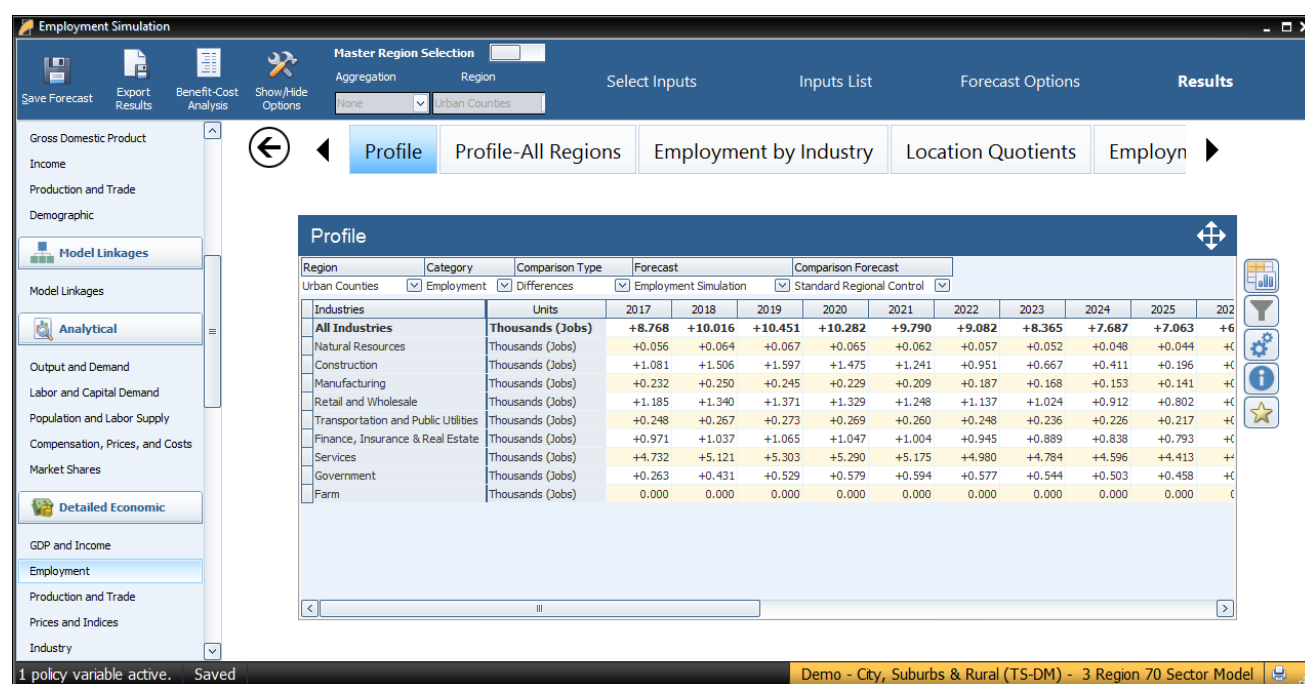 Employment Simulation
Save Forecast
Export Results
Benefit-Cost Analysis
Show/Hide Options
Master Region Selection
Aggregation Region
None Urban Counties
Select Inputs Inputs List Forecast Options Results
Gross Domestic Product
Income
Production and Trade
Demographic
Model Linkages
Model Linkages
Analytical
Output and Demand
Labor and Capital Demand
Population and Labor Supply
Compensation, Prices, and Costs
Market Shares
Detailed Economic
GDP and Income
Employment
Production and Trade
Prices and Indices
Industry
Profile Profile-All Regions Employment by Industry Location Quotients Employn
Profile
Region Category Comparison Type Forecast Comparison Forecast
Urban Counties Employment Differences Employment Simulation Standard Regional Control
Industries Units 2017 2018 2019 2020 2021 2022 2023 2024 2025 202
All Industries Thousands (Jobs) +8.768 +10.016 +10.451 +10.282 +9.790 +9.082 +8.365 +7.687 +7.063 +6
Natural Resources Thousands (Jobs) +0.056 +0.064 +0.067 +0.065 +0.062 +0.057 +0.052 +0.048 +0.044
Construction Thousands (Jobs) +1.081 +1.506 +1.597 +1.475 +1.241 +0.951 +0.667 +0.411 +0.196
Manufacturing Thousands (Jobs) +0.232 +0.250 +0.245 +0.229 +0.209 +0.187 +0.168 +0.153 +0.141
Retail and Wholesale Thousands (Jobs) +1.185 +1.340 +1.371 +1.329 +1.248 +1.137 +1.024 +0.912 +0.802
Transportation and Public Utilities Thousands (Jobs) +0.248 +0.267 +0.273 +0.269 +0.260 +0.248 +0.236 +0.226 +0.217
Finance, Insurance & Real Estate Thousands (Jobs) +0.971 +1.037 +1.065 +1.047 +1.004 +0.945 +0.889 +0.838 +0.793
Services Thousands (Jobs) +4.732 +5.121 +5.303 +5.290 +5.175 +4.980 +4.784 +4.596 +4.413
Government Thousands (Jobs) +0.263 +0.431 +0.529 +0.579 +0.594 +0.577 +0.544 +0.503 +0.458
Farm Thousands (Jobs) 0.000 0.000 0.000 0.000 0.000 0.000 0.000 0.000 0.000
1 policy variable active. Saved
Demo - City, Suburbs & Rural (TS-DM) - 3 Region 70 Sector Model